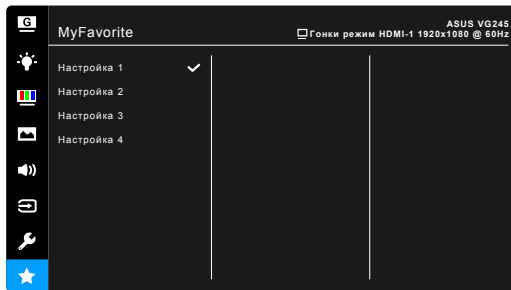 G
ASUS VG245
MyFavorite
Гонки режим HDMI-1 1920x1080 @ 60Hz
Настройка 1
Настройка 2
Настройка 3
Настройка 4